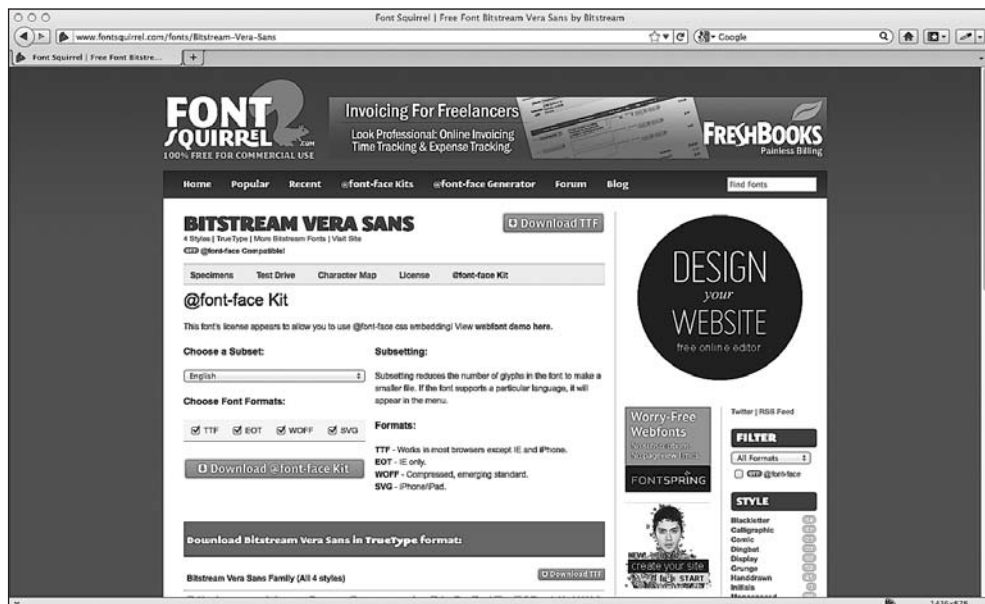 Font Squirrel | Free Font Bitstream Vera Sans by Bitstream
www.fontsquirrel.com/fonts/Bitstream-Vera-Sans
Google
Font Squirrel | Free Font Bitstre...
FONT
SQUIRREL
.COM
100% FREE FOR COMMERCIAL USE
Invoicing For Freelancers
Look Professional: Online Invoicing
Time Tracking & Expense Tracking.
FRESHBOOKS
Painless Billing
Home Popular Recent @font-face Kits @font-face Generator Forum Blog
find fonts
BITSTREAM VERA SANS
Download TTF
4 Styles | TrueType | More Bitstream Fonts | Visit Site
@font-face Compatible!
Specimens Test Drive Character Map License @font-face Kit
@font-face Kit
This font's license appears to allow you to use @font-face css embedding! View webfont demo here.
Choose a Subset:
English
Choose Font Formats:
TTF EOT WOFF SVG
Download @font-face Kit
Subsetting:
Subsetting reduces the number of glyphs in the font to make a
smaller file. If the font supports a particular language, it will
appear in the menu.
Formats:
TTF - Works in most browsers except IE and iPhone.
EOT - IE only.
WOFF - Compressed, emerging standard.
SVG - iPhone/iPad.
Download Bitstream Vera Sans in TrueType format:
Bitstream Vera Sans Family (All 4 styles)
Download TTF
DESIGN
your
WEBSITE
free online editor
Worry-Free
Webfonts
FONTSPRING
NEW!
create your site
START
Twitter | RSS Feed
FILTER
All Formats
@font-face
STYLE
Blackletter
Calligraphic
Comic
Dingbat
Display
Grunge
Handdrawn
Initials